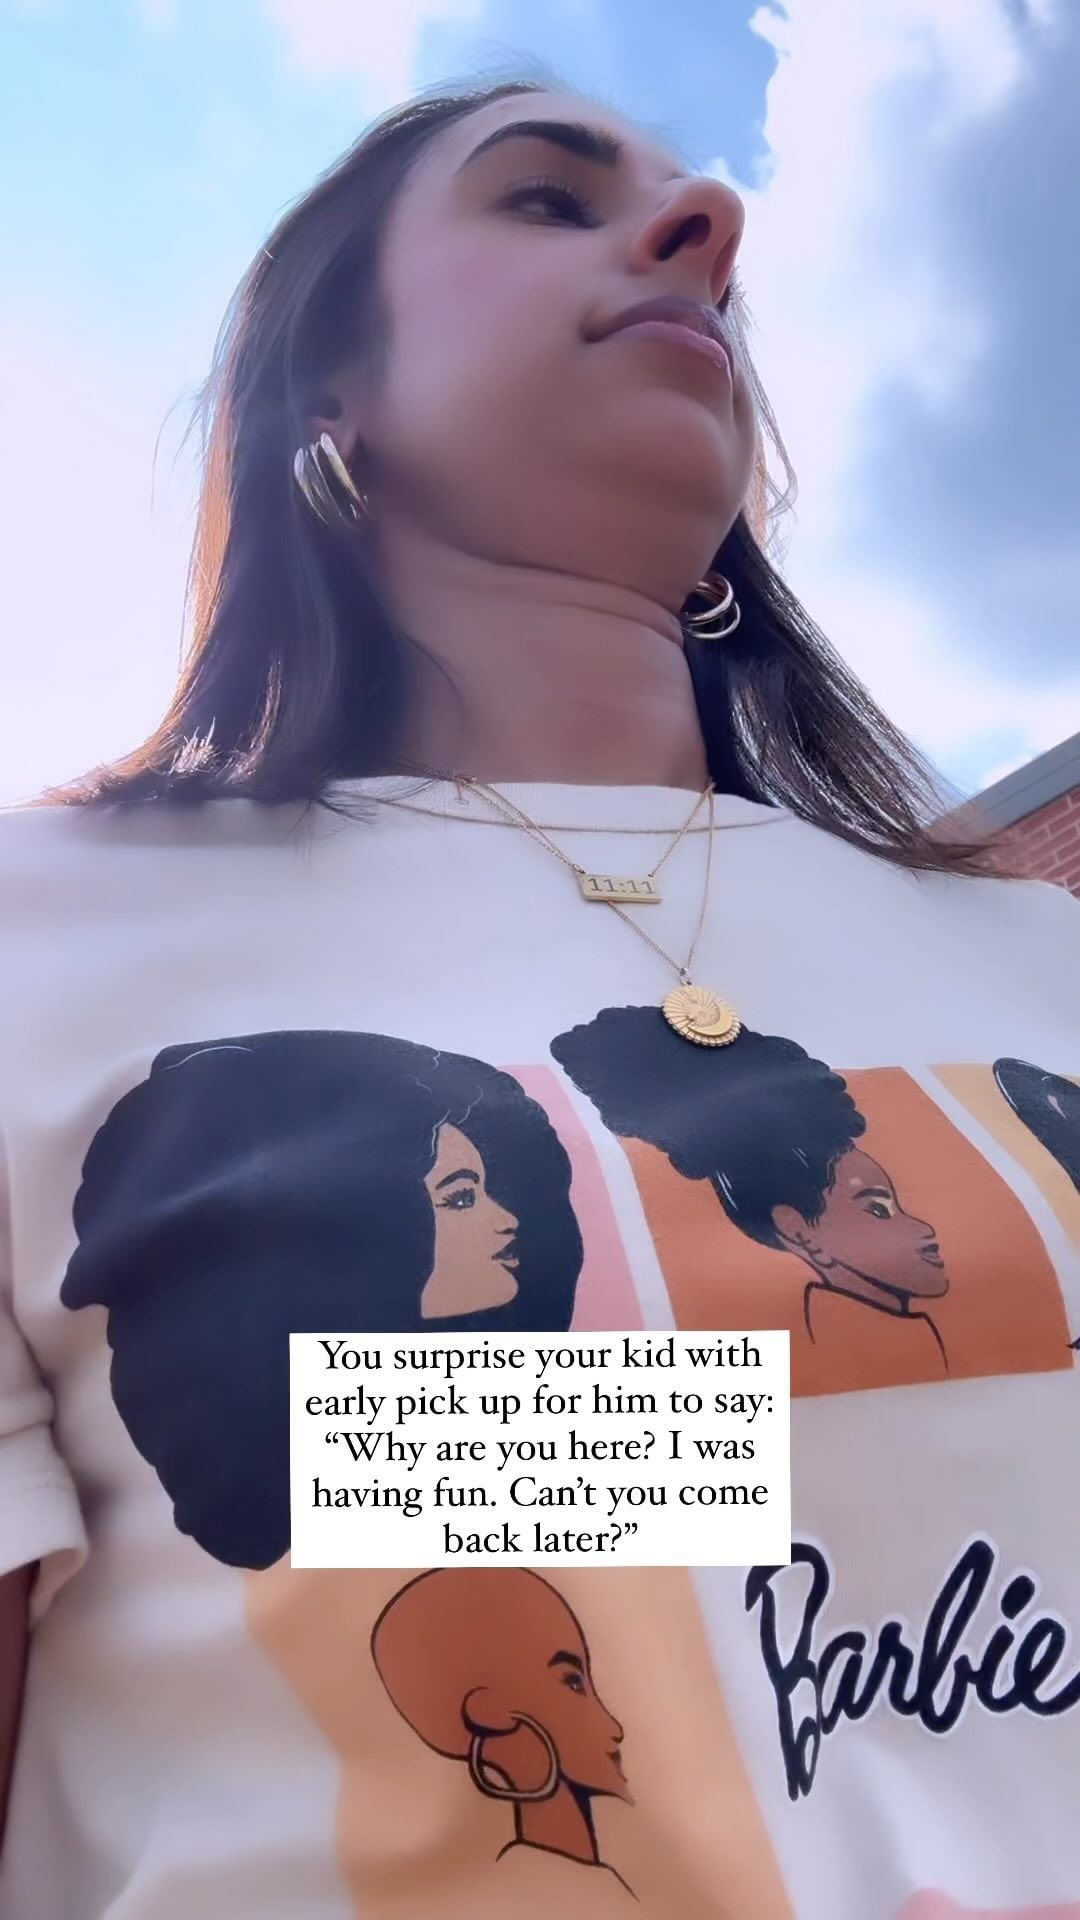 11:11
You surprise your kid with
early pick up for him to say:
“Why are you here? I was
having fun. Can’t you come
back later?”
Barbie